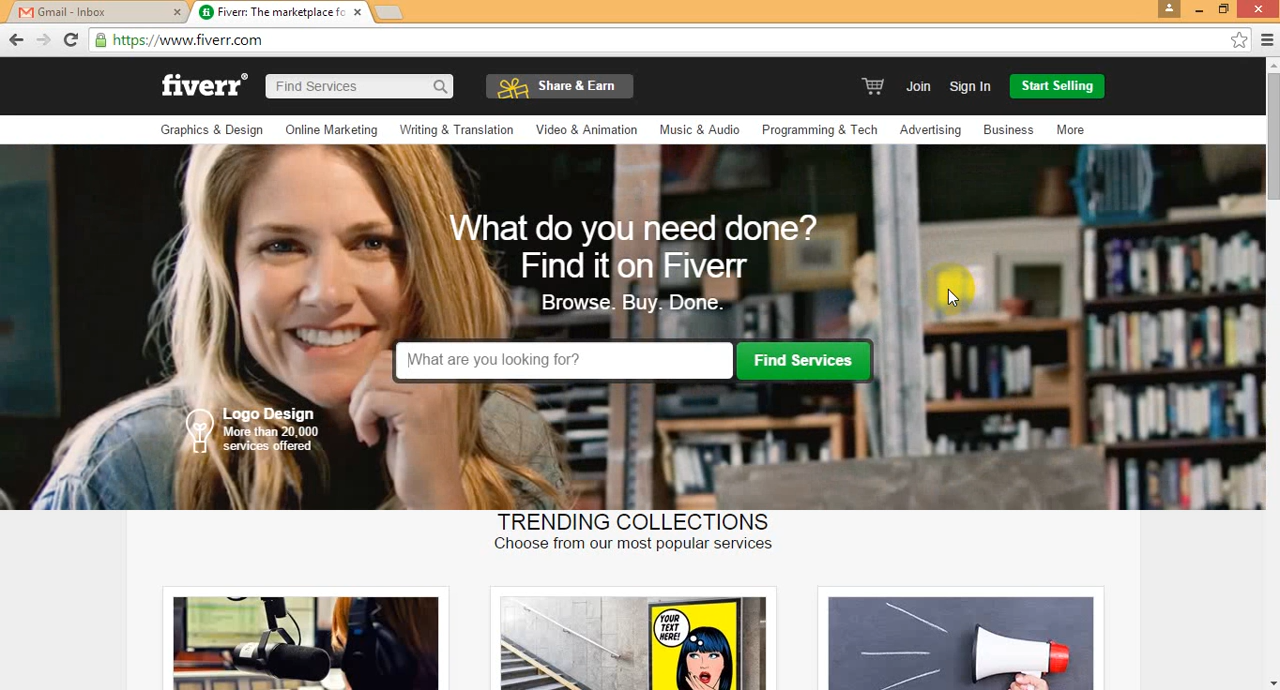 Gmail - Inbox
Fiverr: The marketplace fo
https://www.fiverr.com
fiverr®
Find Services
Share & Earn
Join
Sign In
Start Selling
Graphics & Design
Online Marketing
Writing & Translation
Video & Animation
Music & Audio
Programming & Tech
Advertising
Business
More
What do you need done?
Find it on Fiverr
Browse. Buy. Done.
What are you looking for?
Find Services
Logo Design
More than 20,000
services offered
TRENDING COLLECTIONS
Choose from our most popular services
YOUR
TEXT
HERE!